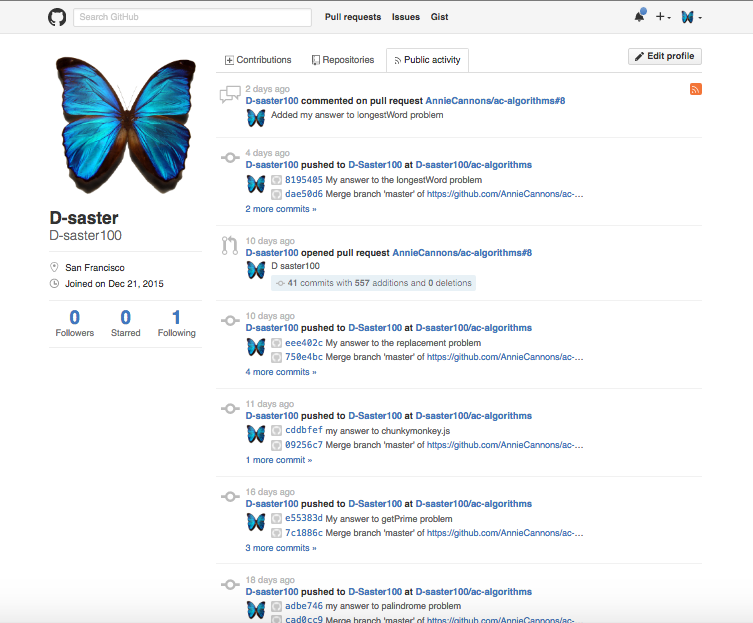 Search GitHub
Pull requests Issues Gist
Contributions Repositories Public activity
Edit profile
D-saster
D-saster100
San Francisco
Joined on Dec 21, 2015
0 0 1
Followers Starred Following
2 days ago
D-saster100 commented on pull request AnnieCannons/ac-algorithms#8
Added my answer to longestWord problem
4 days ago
D-saster100 pushed to D-Saster100 at D-saster100/ac-algorithms
8195405 My answer to the longestWord problem
dae50d6 Merge branch 'master' of https://github.com/AnnieCannons/ac-...
2 more commits »
10 days ago
D-saster100 opened pull request AnnieCannons/ac-algorithms#8
D saster100
41 commits with 557 additions and 0 deletions
10 days ago
D-saster100 pushed to D-Saster100 at D-saster100/ac-algorithms
eee402c My answer to the replacement problem
750e4bc Merge branch 'master' of https://github.com/AnnieCannons/ac-...
4 more commits »
11 days ago
D-saster100 pushed to D-Saster100 at D-saster100/ac-algorithms
cddbfef my answer to chunkymonkey.js
09256c7 Merge branch 'master' of https://github.com/AnnieCannons/ac-...
1 more commit »
16 days ago
D-saster100 pushed to D-Saster100 at D-saster100/ac-algorithms
e55383d My answer to getPrime problem
7c1886c Merge branch 'master' of https://github.com/AnnieCannons/ac-...
3 more commits »
18 days ago
D-saster100 pushed to D-Saster100 at D-saster100/ac-algorithms
adbe746 my answer to palindrome problem
cad0cc9 Merge branch 'master' of https://github.com/AnnieCannons/ac-...